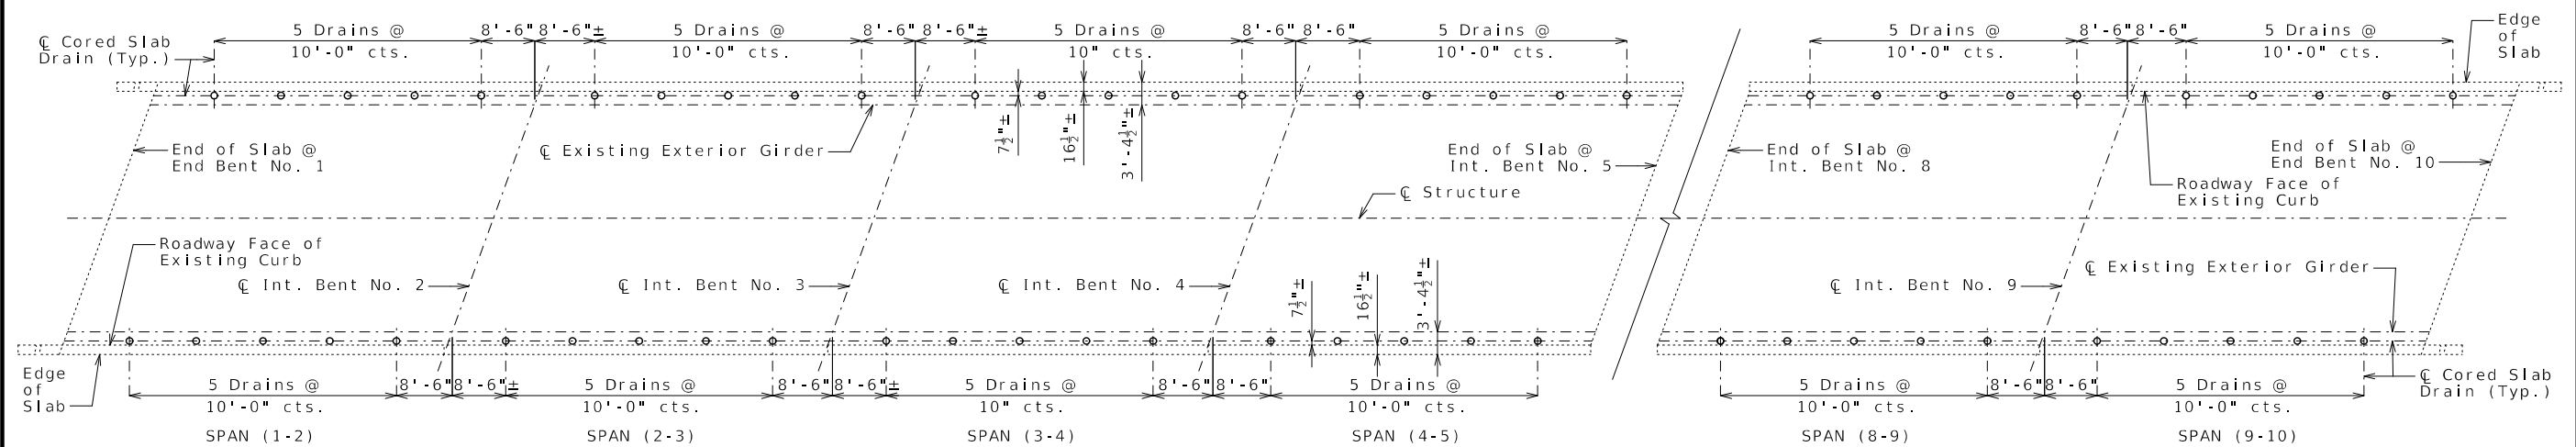 5 Drains @
10'-0" cts.
8'-6"
8'-6"±
5 Drains @
10'-0" cts.
8'-6"
8'-6"±
5 Drains @
10" cts.
8'-6"
8'-6"
5 Drains @
10'-0" cts.
5 Drains @
10'-0" cts.
8'-6"
8'-6"
5 Drains @
10'-0" cts.
Edge
of
Slab
℄ Cored Slab
Drain (Typ.)
7½"±
16½"±
3'-4½"±
End of Slab @
End Bent No. 1
℄ Existing Exterior Girder
End of Slab @
Int. Bent No. 5
End of Slab @
Int. Bent No. 8
End of Slab @
End Bent No. 10
℄ Structure
Roadway Face of
Existing Curb
Roadway Face of
Existing Curb
℄ Int. Bent No. 2
℄ Int. Bent No. 3
℄ Int. Bent No. 4
7½"±
16½"±
3'-4½"±
℄ Int. Bent No. 9
℄ Existing Exterior Girder
Edge
of
Slab
5 Drains @
10'-0" cts.
8'-6"
8'-6"±
5 Drains @
10'-0" cts.
8'-6"
8'-6"±
5 Drains @
10" cts.
8'-6"
8'-6"
5 Drains @
10'-0" cts.
5 Drains @
10'-0" cts.
8'-6"
8'-6"
5 Drains @
10'-0" cts.
℄ Cored Slab
Drain (Typ.)
SPAN (1-2)
SPAN (2-3)
SPAN (3-4)
SPAN (4-5)
SPAN (8-9)
SPAN (9-10)